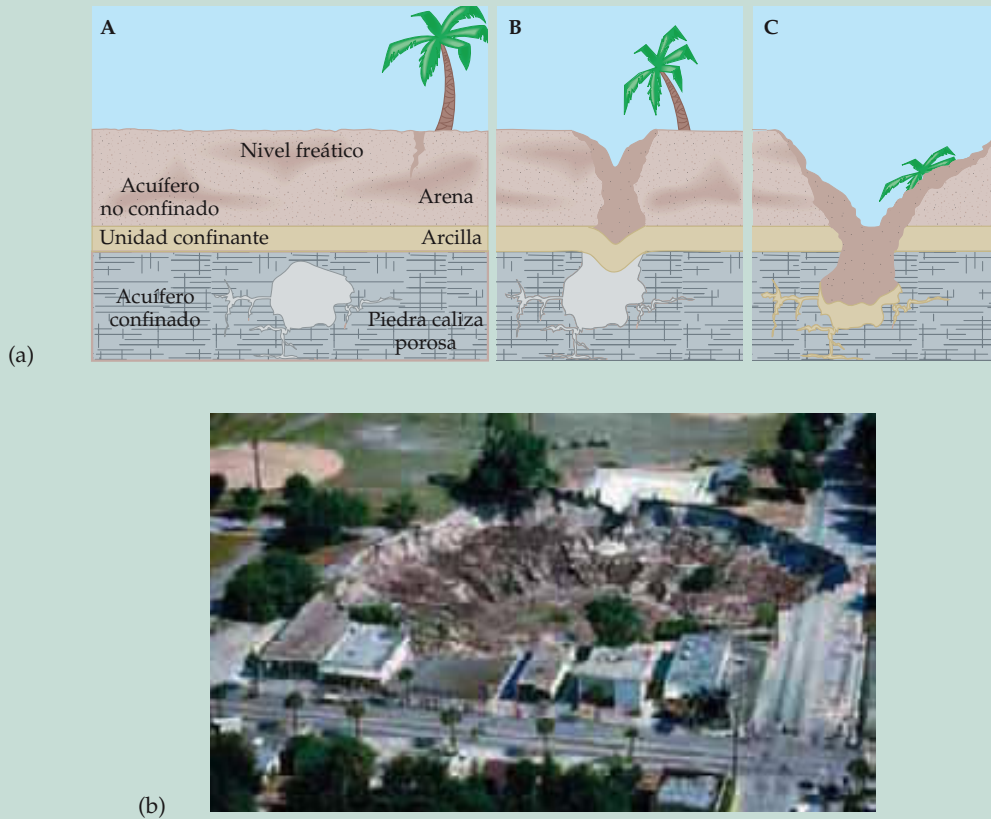 A
B
C
Nivel freático
Acuífero
no confinado
Arena
Unidad confinante
Arcilla
Acuífero
confinado
Piedra caliza
porosa
(a)
(b)